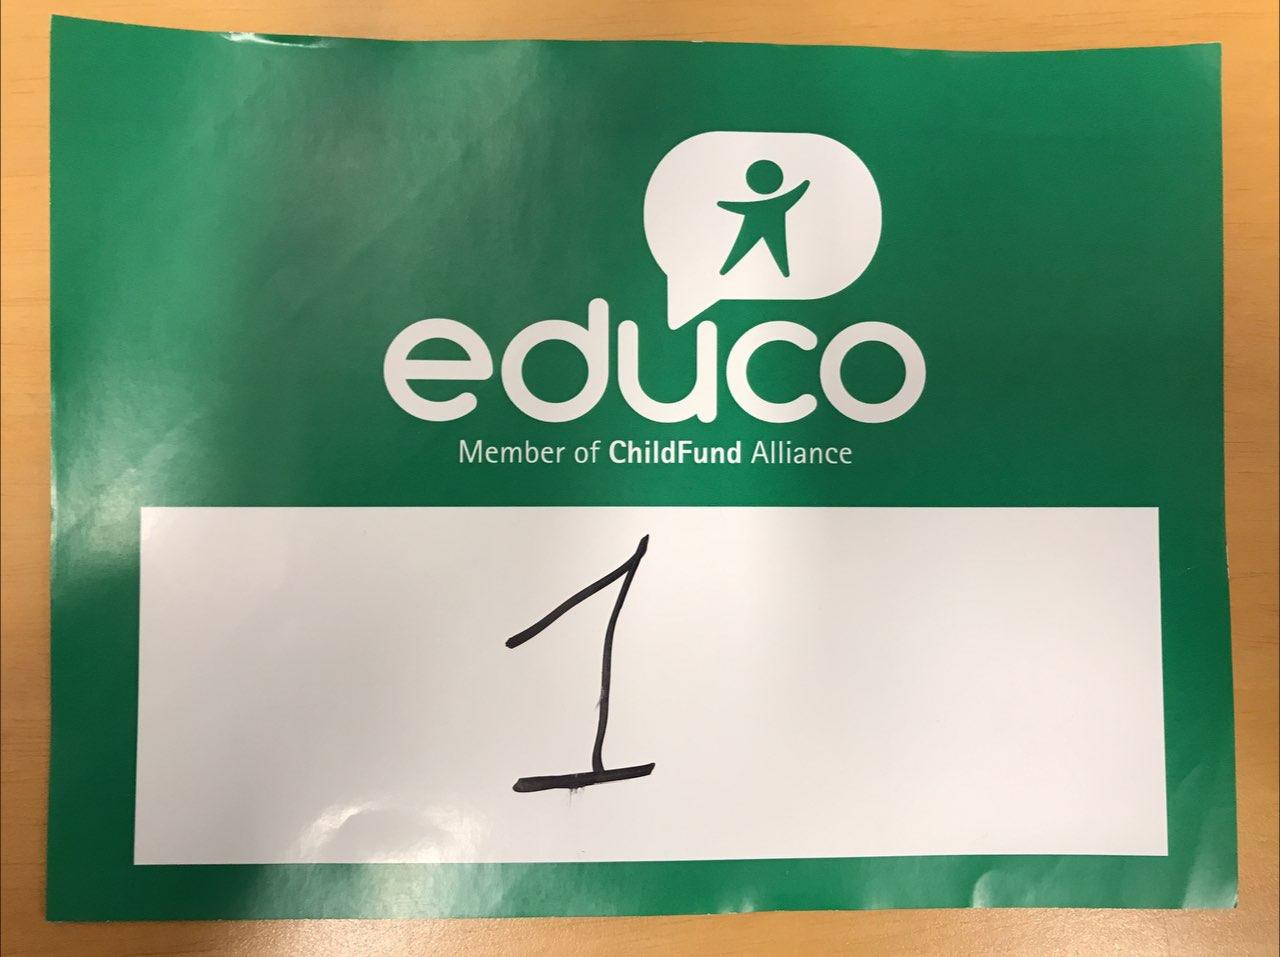 educo
Member of ChildFund Alliance
1